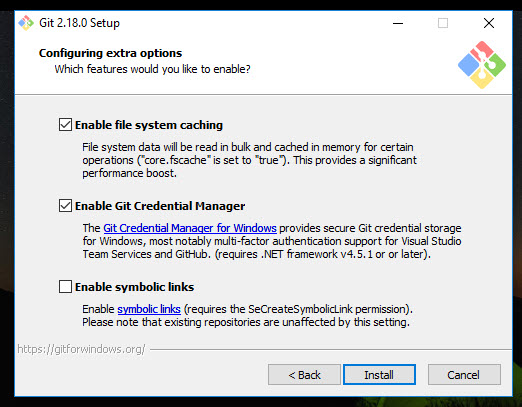 Git 2.18.0 Setup
Configuring extra options
Which features would you like to enable?
Enable file system caching
File system data will be read in bulk and cached in memory for certain
operations ("core.fscache" is set to "true"). This provides a significant
performance boost.
Enable Git Credential Manager
The Git Credential Manager for Windows provides secure Git credential storage
for Windows, most notably multi-factor authentication support for Visual Studio
Team Services and GitHub. (requires .NET framework v4.5.1 or or later).
Enable symbolic links
Enable symbolic links (requires the SeCreateSymbolicLink permission).
Please note that existing repositories are unaffected by this setting.
https://gitforwindows.org/
< Back
Install
Cancel